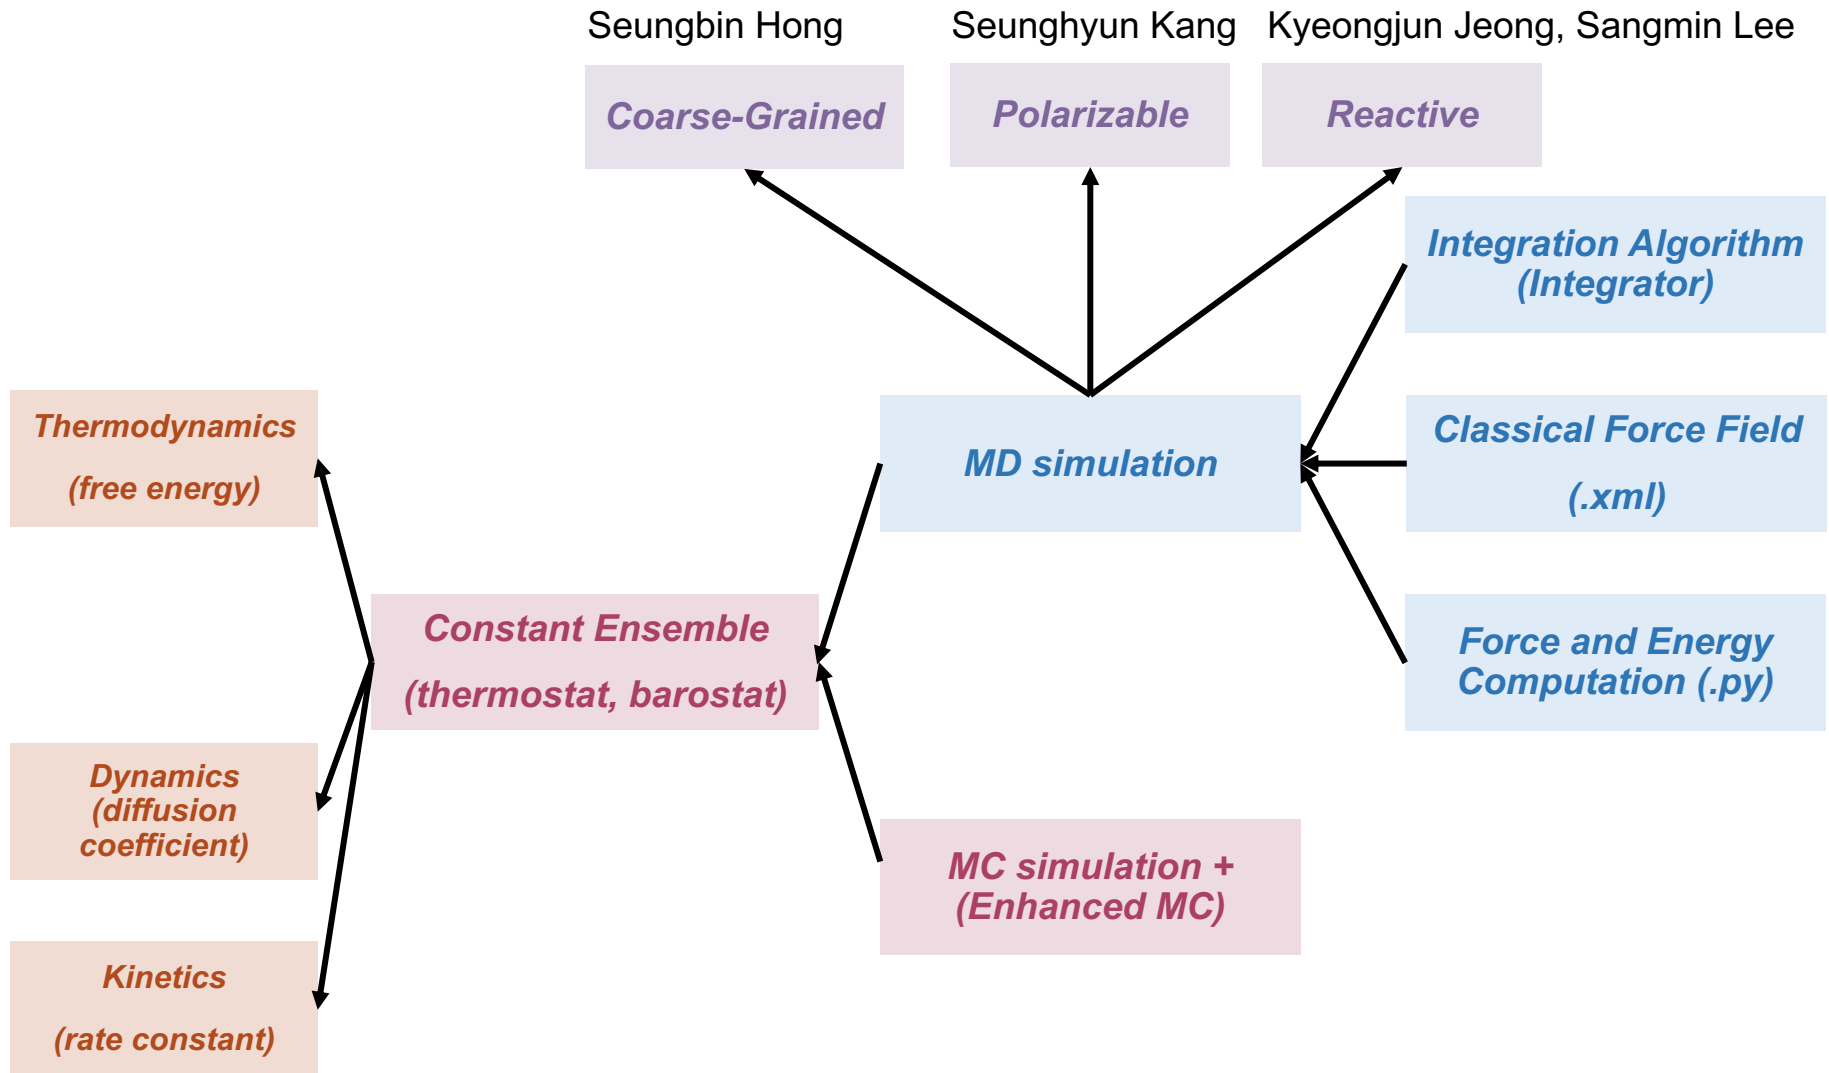 Seungbin Hong
Seunghyun Kang
Kyeongjun Jeong, Sangmin Lee
Coarse-Grained
Polarizable
Reactive
Integration Algorithm
(Integrator)
Thermodynamics
(free energy)
MD simulation
Classical Force Field
(.xml)
Constant Ensemble
(thermostat, barostat)
Force and Energy
Computation (.py)
Dynamics
(diffusion
coefficient)
MC simulation +
(Enhanced MC)
Kinetics
(rate constant)